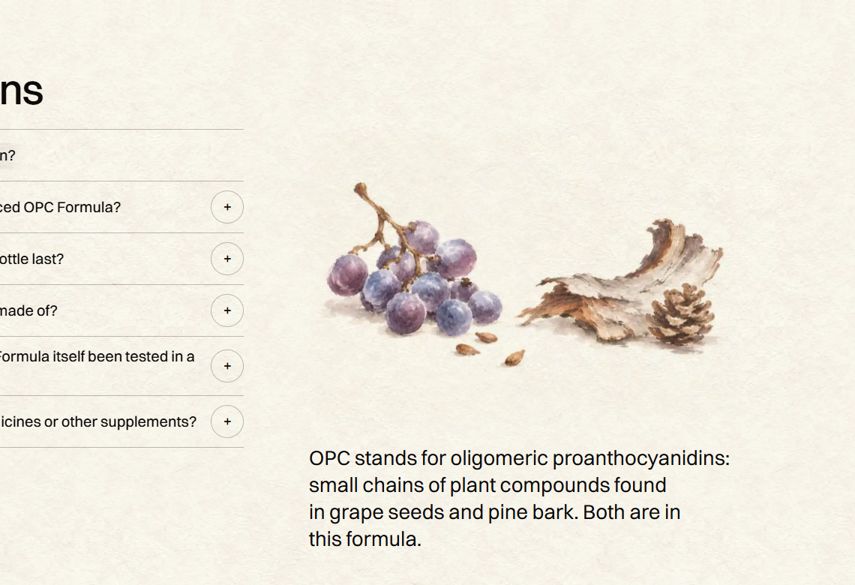 ns
n?
ced OPC Formula?
+
ottle last?
+
made of?
+
Formula itself been tested in a
+
icines or other supplements?
+
OPC stands for oligomeric proanthocyanidins:
small chains of plant compounds found
in grape seeds and pine bark. Both are in
this formula.